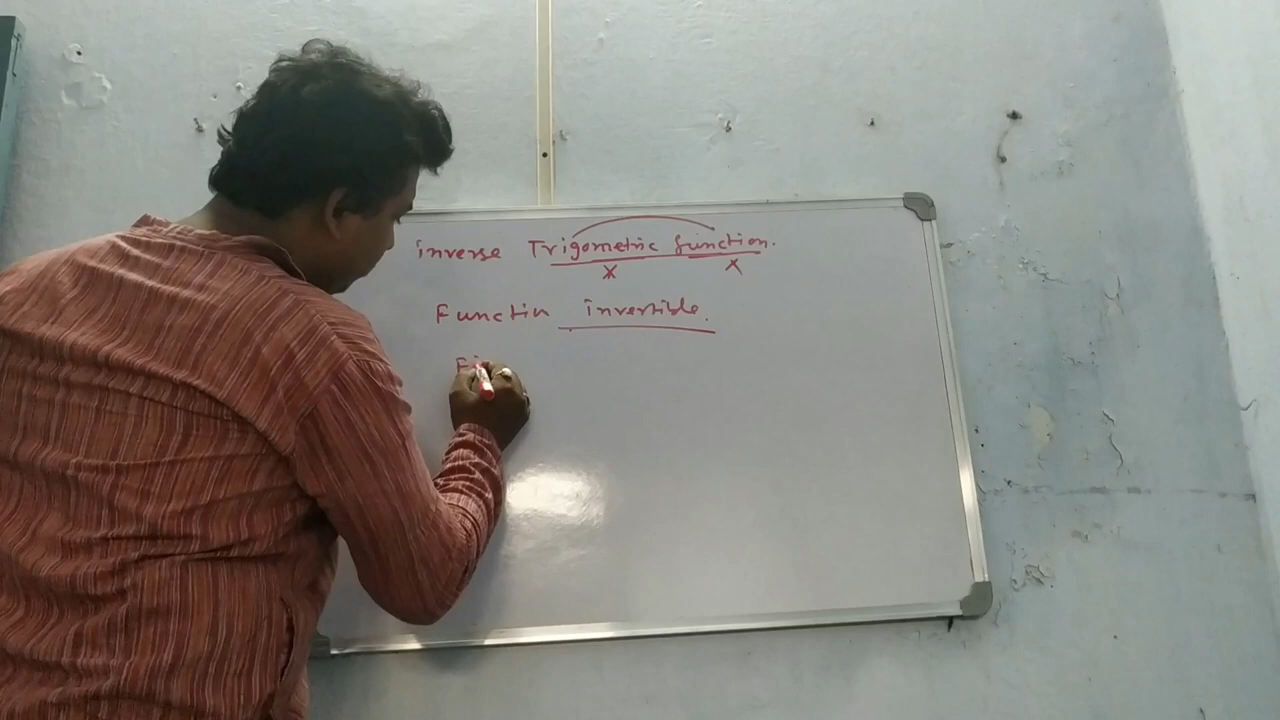 inverse Trigometric function.
x x
Functin invertible.